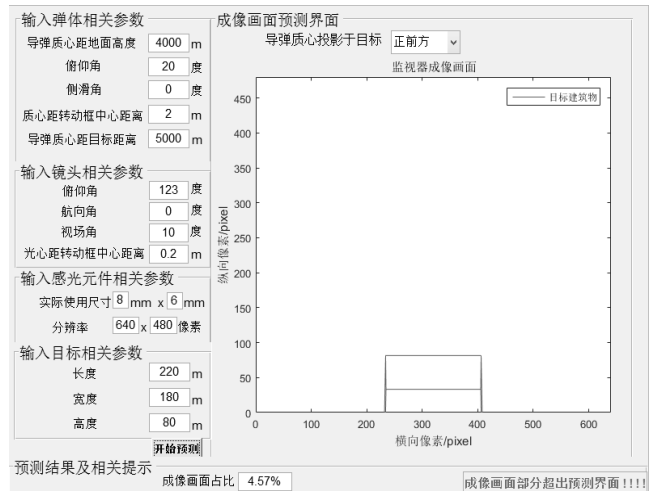 输入弹体相关参数
导弹质心距地面高度 4000 m
俯仰角 20 度
侧滑角 0 度
质心距转动框中心距离 2 m
导弹质心距目标距离 5000 m
输入镜头相关参数
俯仰角 123 度
航向角 0 度
视场角 10 度
光心距转动框中心距离 0.2 m
输入感光元件相关参数
实际使用尺寸 8 mm x 6 mm
分辨率 640 x 480 像素
输入目标相关参数
长度 220 m
宽度 180 m
高度 80 m
开始预测
成像画面预测界面
导弹质心投影于目标 正前方
监视器成像画面
目标建筑物
纵向像素/pixel
450
400
350
300
250
200
150
100
50
0
0 100 200 300 400 500 600
横向像素/pixel
预测结果及相关提示
成像画面占比 4.57%
成像画面部分超出预测界面!!!!